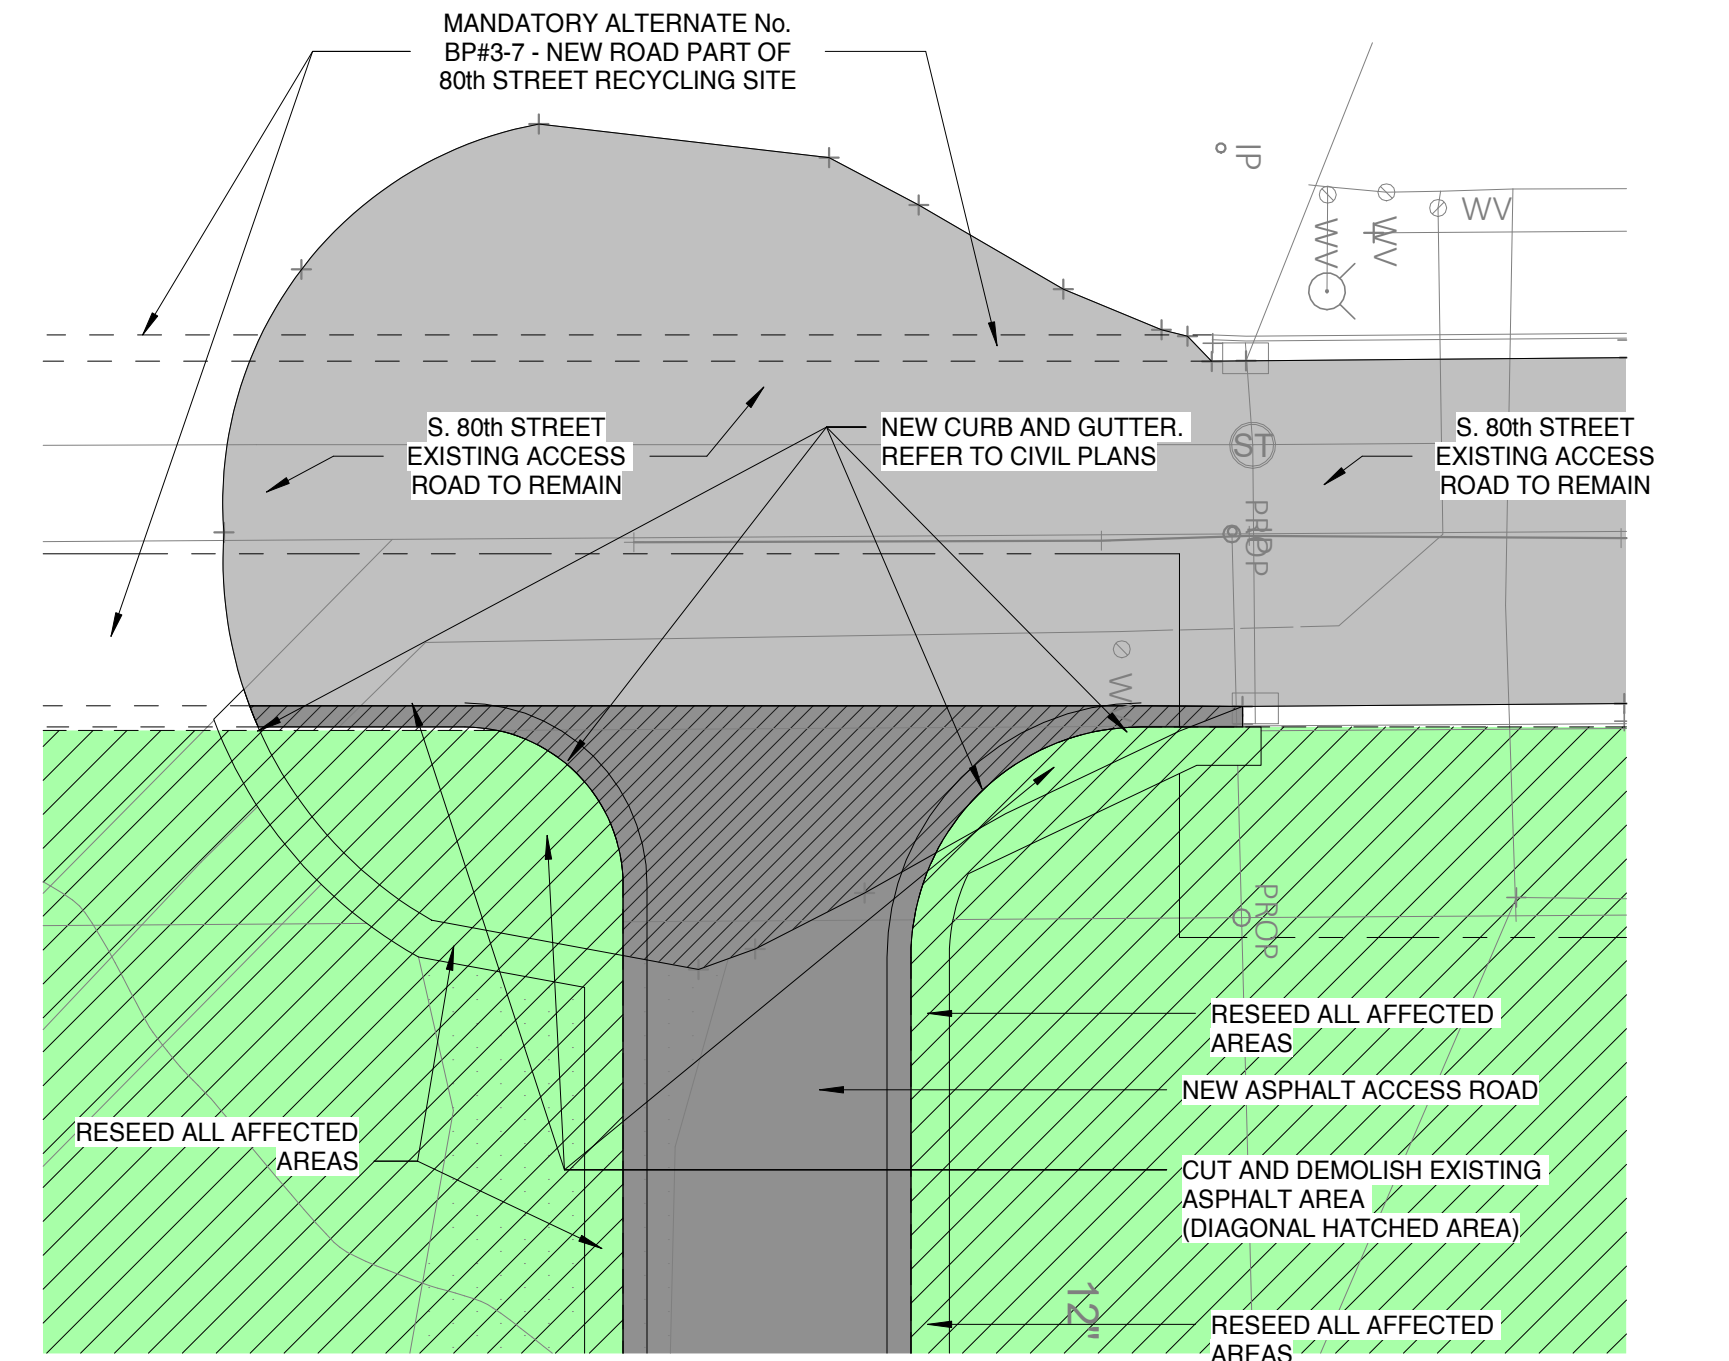 MANDATORY ALTERNATE No.
BP#3-7 - NEW ROAD PART OF
80th STREET RECYCLING SITE
IP
WV
WV
WV
S. 80th STREET
EXISTING ACCESS
ROAD TO REMAIN
NEW CURB AND GUTTER.
REFER TO CIVIL PLANS
ST
S. 80th STREET
EXISTING ACCESS
ROAD TO REMAIN
PROP
PROP
RESEED ALL AFFECTED
AREAS
NEW ASPHALT ACCESS ROAD
RESEED ALL AFFECTED
AREAS
CUT AND DEMOLISH EXISTING
ASPHALT AREA
(DIAGONAL HATCHED AREA)
12"
RESEED ALL AFFECTED
AREAS